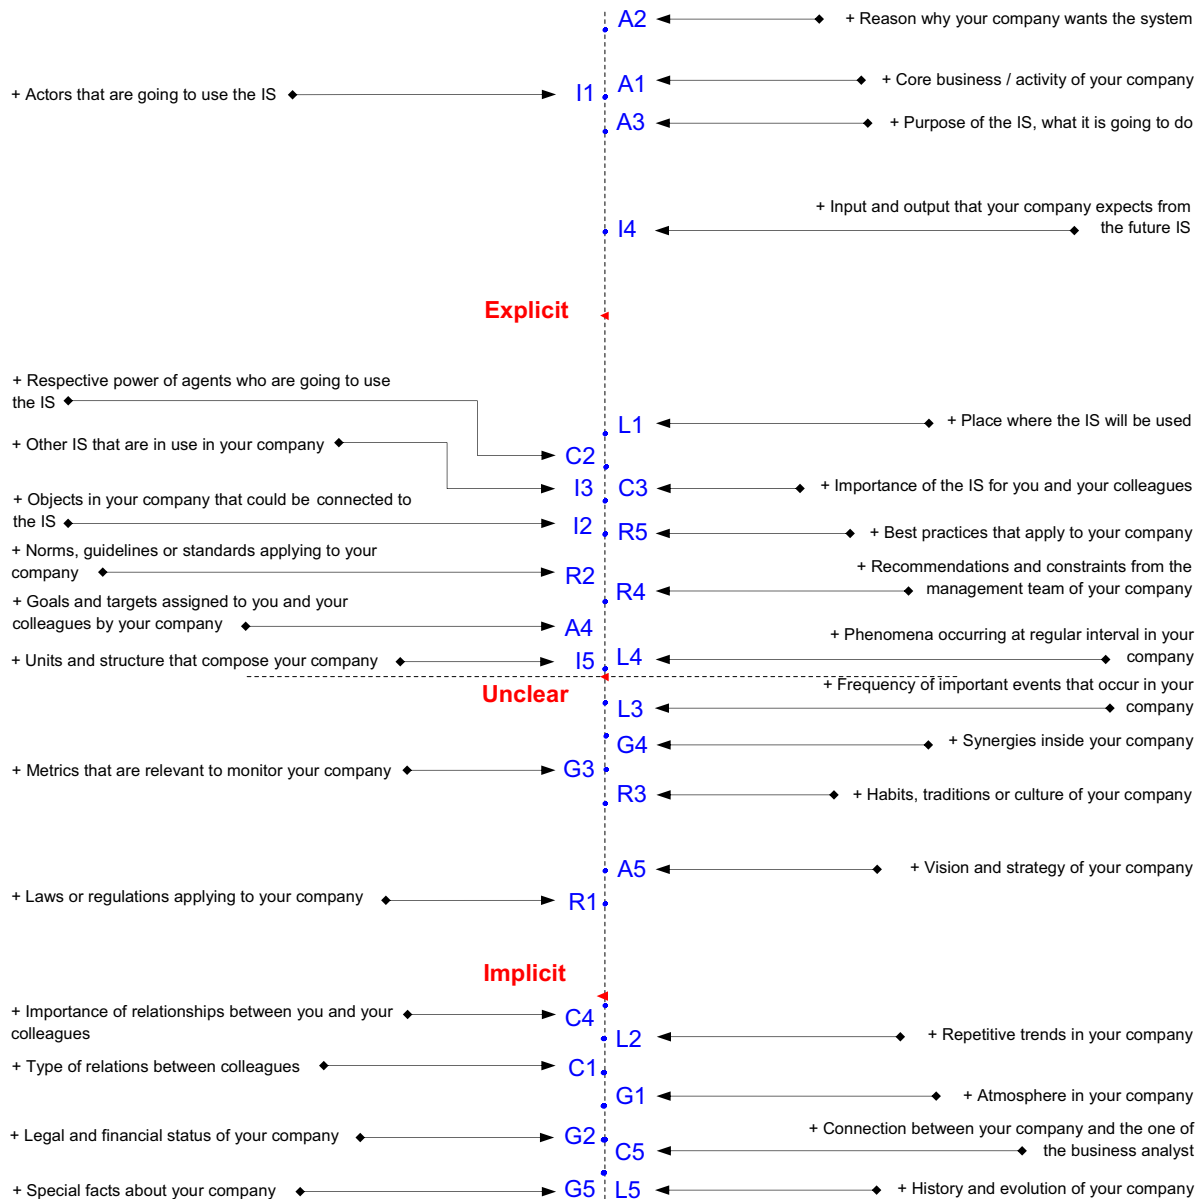 A2
+ Reason why your company wants the system
A1
+ Core business / activity of your company
+ Actors that are going to use the IS
I1
A3
+ Purpose of the IS, what it is going to do
+ Input and output that your company expects from
the future IS
I4
Explicit
+ Respective power of agents who are going to use
the IS
L1
+ Place where the IS will be used
+ Other IS that are in use in your company
C2
I3
C3
+ Importance of the IS for you and your colleagues
+ Objects in your company that could be connected to
the IS
I2
R5
+ Best practices that apply to your company
+ Norms, guidelines or standards applying to your
company
R2
+ Recommendations and constraints from the
management team of your company
R4
+ Goals and targets assigned to you and your
colleagues by your company
A4
+ Phenomena occurring at regular interval in your
company
L4
+ Units and structure that compose your company
I5
Unclear
+ Frequency of important events that occur in your
company
L3
G4
+ Synergies inside your company
+ Metrics that are relevant to monitor your company
G3
R3
+ Habits, traditions or culture of your company
A5
+ Vision and strategy of your company
+ Laws or regulations applying to your company
R1
Implicit
+ Importance of relationships between you and your
colleagues
C4
L2
+ Repetitive trends in your company
+ Type of relations between colleagues
C1
G1
+ Atmosphere in your company
+ Legal and financial status of your company
G2
+ Connection between your company and the one of
the business analyst
C5
+ Special facts about your company
G5
L5
+ History and evolution of your company